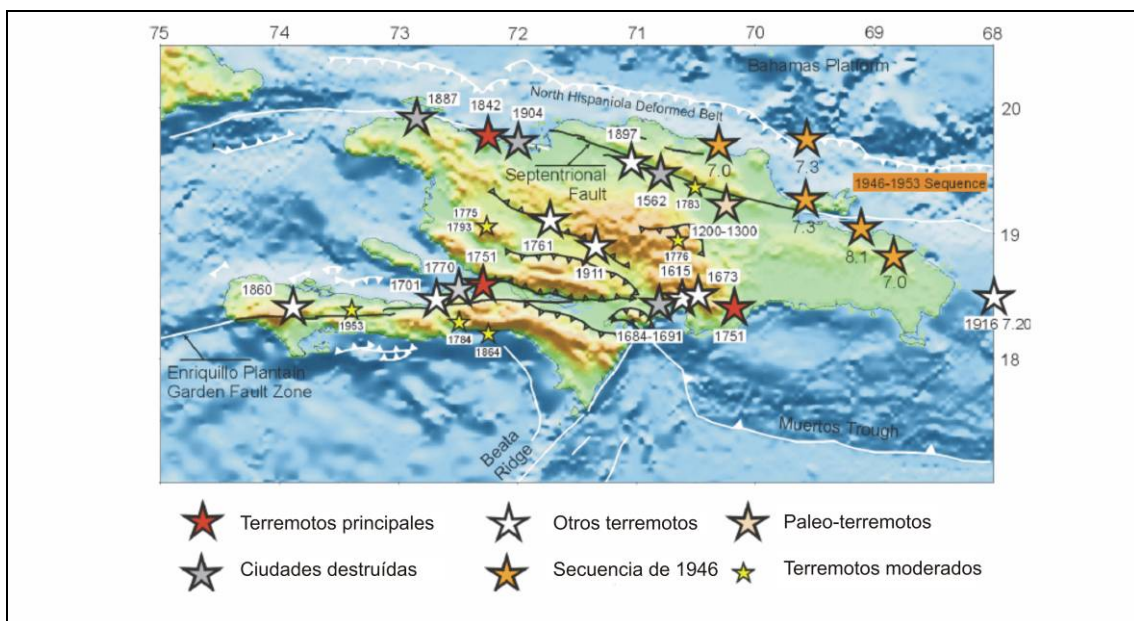 75 74 73 72 71 70 69 68
Bahamas Platform
20
North Hispaniola Deformed Belt
1887
1842
1904
1897
Septentrional
Fault
7.0
7.3
1946-1953 Sequence
1562
1783
7.3
1775
1793
1200-1300
19
1761
1776
8.1
1911
7.0
1770
1751
1615
1673
1860
1701
1953
1784
1864
1684-1691
1751
1916 7.20
18
Enriquillo Plantain
Garden Fault Zone
Beata
Ridge
Muertos Trough
Terremotos principales
Otros terremotos
Paleo-terremotos
Ciudades destruídas
Secuencia de 1946
Terremotos moderados